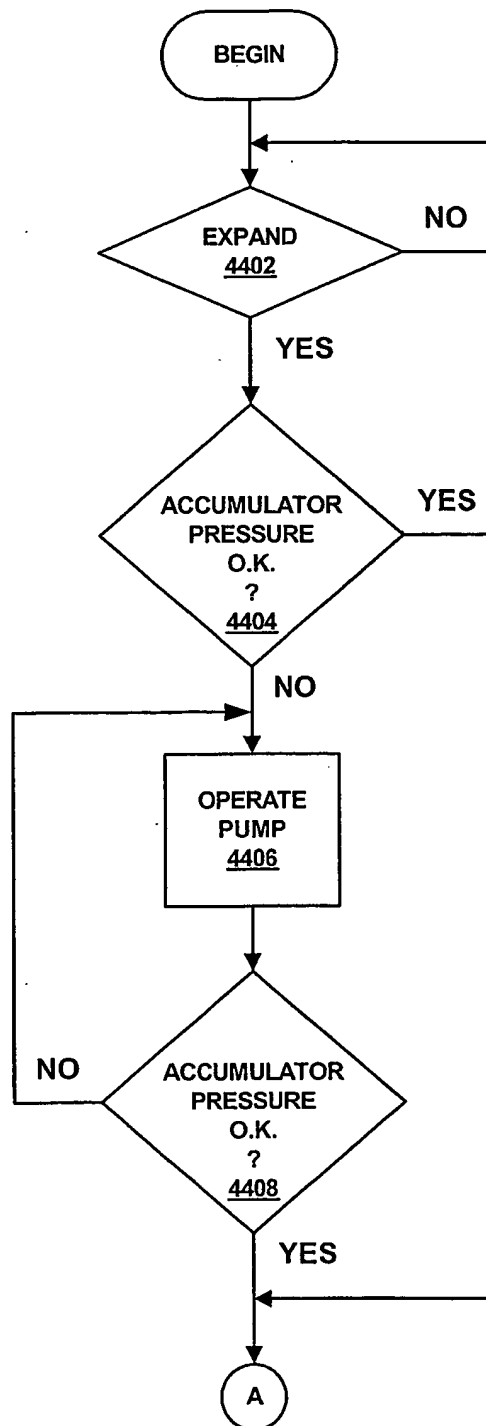 BEGIN
EXPAND
4402
NO
YES
ACCUMULATOR
PRESSURE
O.K.
?
4404
YES
NO
OPERATE
PUMP
4406
ACCUMULATOR
PRESSURE
O.K.
?
4408
NO
YES
A